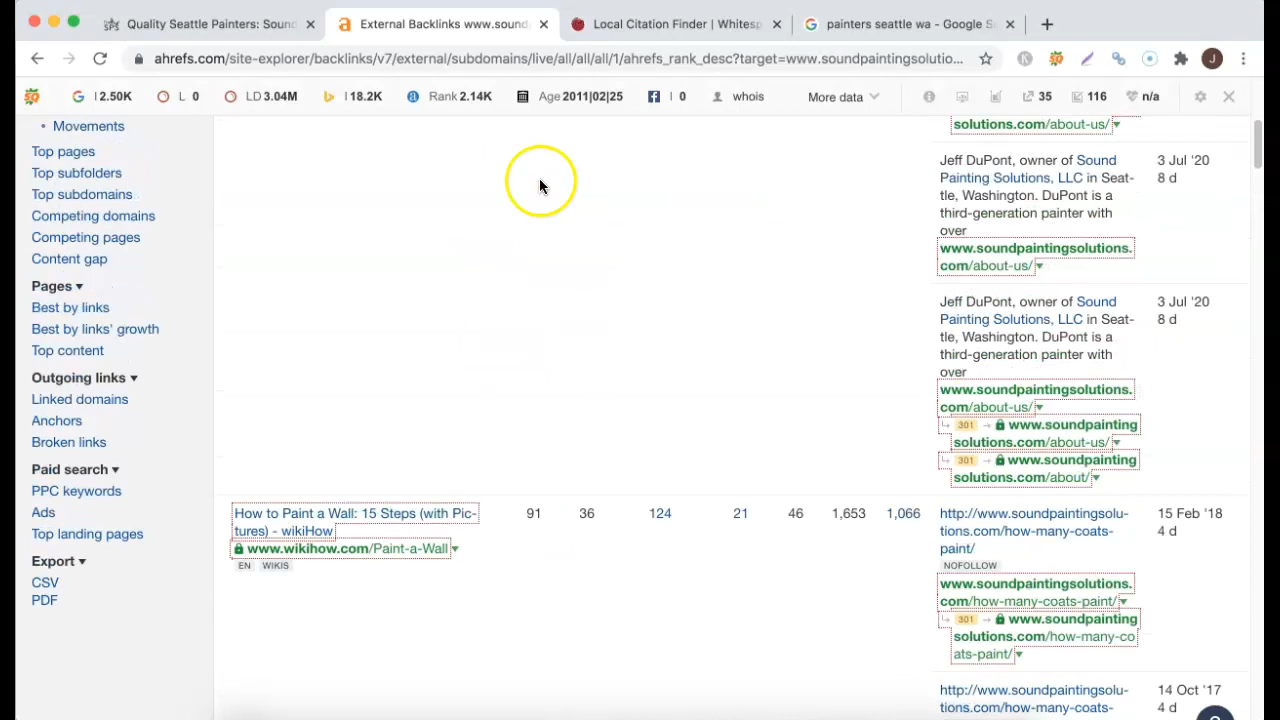 Quality Seattle Painters: Sound
External Backlinks www.sound
Local Citation Finder | Whitesp
painters seattle wa - Google Se
ahrefs.com/site-explorer/backlinks/v7/external/subdomains/live/all/all/all/1/ahrefs_rank_desc?target=www.soundpaintingsolutio...
I 2.50K L 0 LD 3.04M I 18.2K Rank 2.14K Age 2011|02|25 I 0 whois More data 35 116 n/a
Movements
Top pages
Top subfolders
Top subdomains
Competing domains
Competing pages
Content gap
Pages
Best by links
Best by links' growth
Top content
Outgoing links
Linked domains
Anchors
Broken links
Paid search
PPC keywords
Ads
Top landing pages
Export
CSV
PDF
How to Paint a Wall: 15 Steps (with Pic-
tures) - wikiHow
www.wikihow.com/Paint-a-Wall
EN WIKIS
91 36 124 21 46 1,653 1,066
solutions.com/about-us/
Jeff DuPont, owner of Sound
Painting Solutions, LLC in Seat-
tle, Washington. DuPont is a
third-generation painter with
over
www.soundpaintingsolutions.
com/about-us/
3 Jul '20
8 d
Jeff DuPont, owner of Sound
Painting Solutions, LLC in Seat-
tle, Washington. DuPont is a
third-generation painter with
over
www.soundpaintingsolutions.
com/about-us/
301 → www.soundpainting
solutions.com/about-us/
301 → www.soundpainting
solutions.com/about/
3 Jul '20
8 d
http://www.soundpaintingsolu-
tions.com/how-many-coats-
paint/
NOFOLLOW
www.soundpaintingsolutions.
com/how-many-coats-paint/
301 → www.soundpainting
solutions.com/how-many-co
ats-paint/
15 Feb '18
4 d
http://www.soundpaintingsolu-
tions.com/how-many-coats-
14 Oct '17
4 d